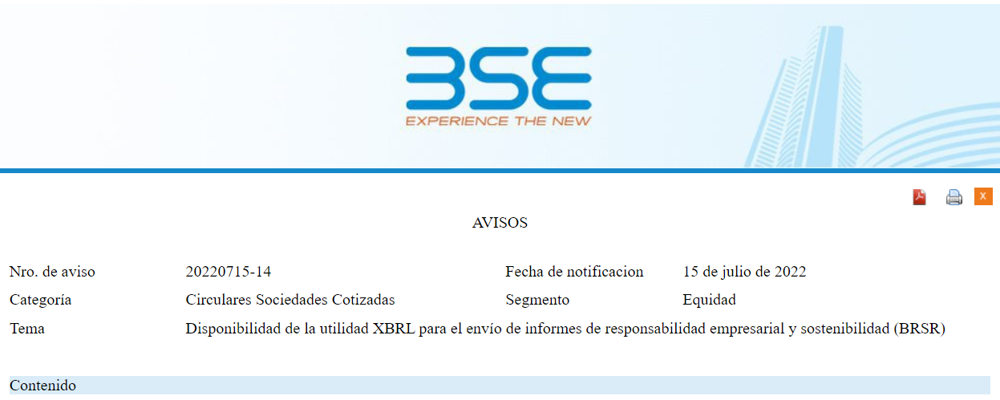 BSE
EXPERIENCE THE NEW
X
AVISOS
Nro. de aviso 20220715-14 Fecha de notificacion 15 de julio de 2022
Categoría Circulares Sociedades Cotizadas Segmento Equidad
Tema Disponibilidad de la utilidad XBRL para el envío de informes de responsabilidad empresarial y sostenibilidad (BRSR)
Contenido